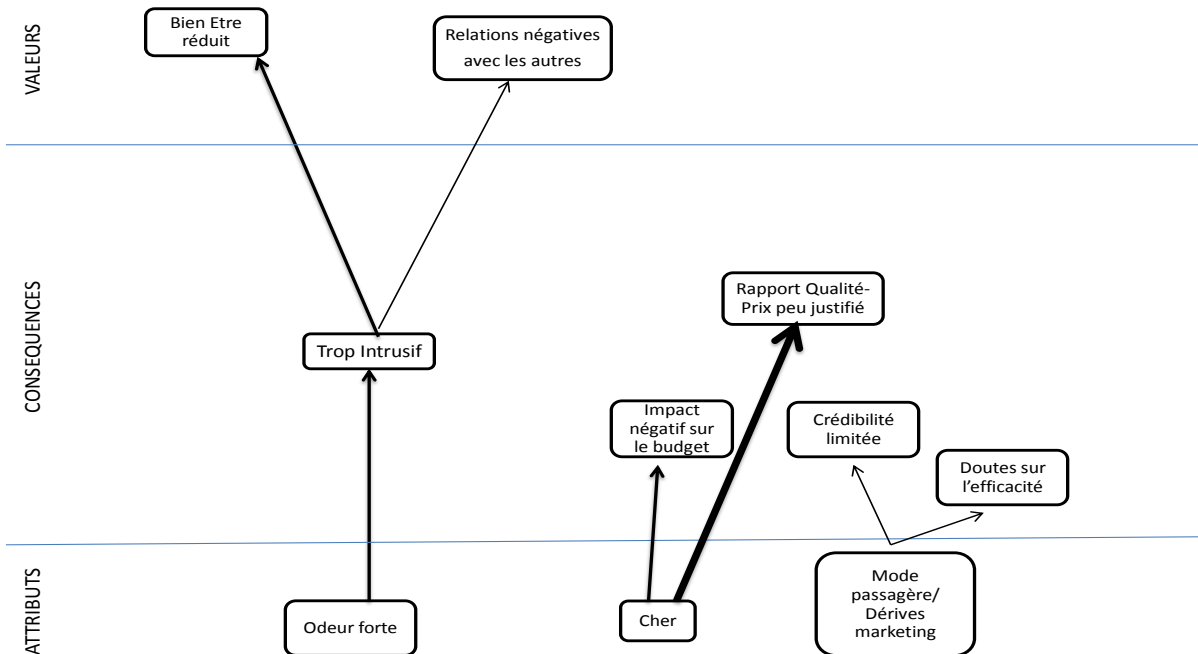 VALEURS
Bien Etre
réduit
Relations négatives
avec les autres
CONSEQUENCES
Rapport Qualité-
Prix peu justifié
Trop Intrusif
Impact
négatif sur
le budget
Crédibilité
limitée
Doutes sur
l’efficacité
ATTRIBUTS
Odeur forte
Cher
Mode
passagère/
Dérives
marketing